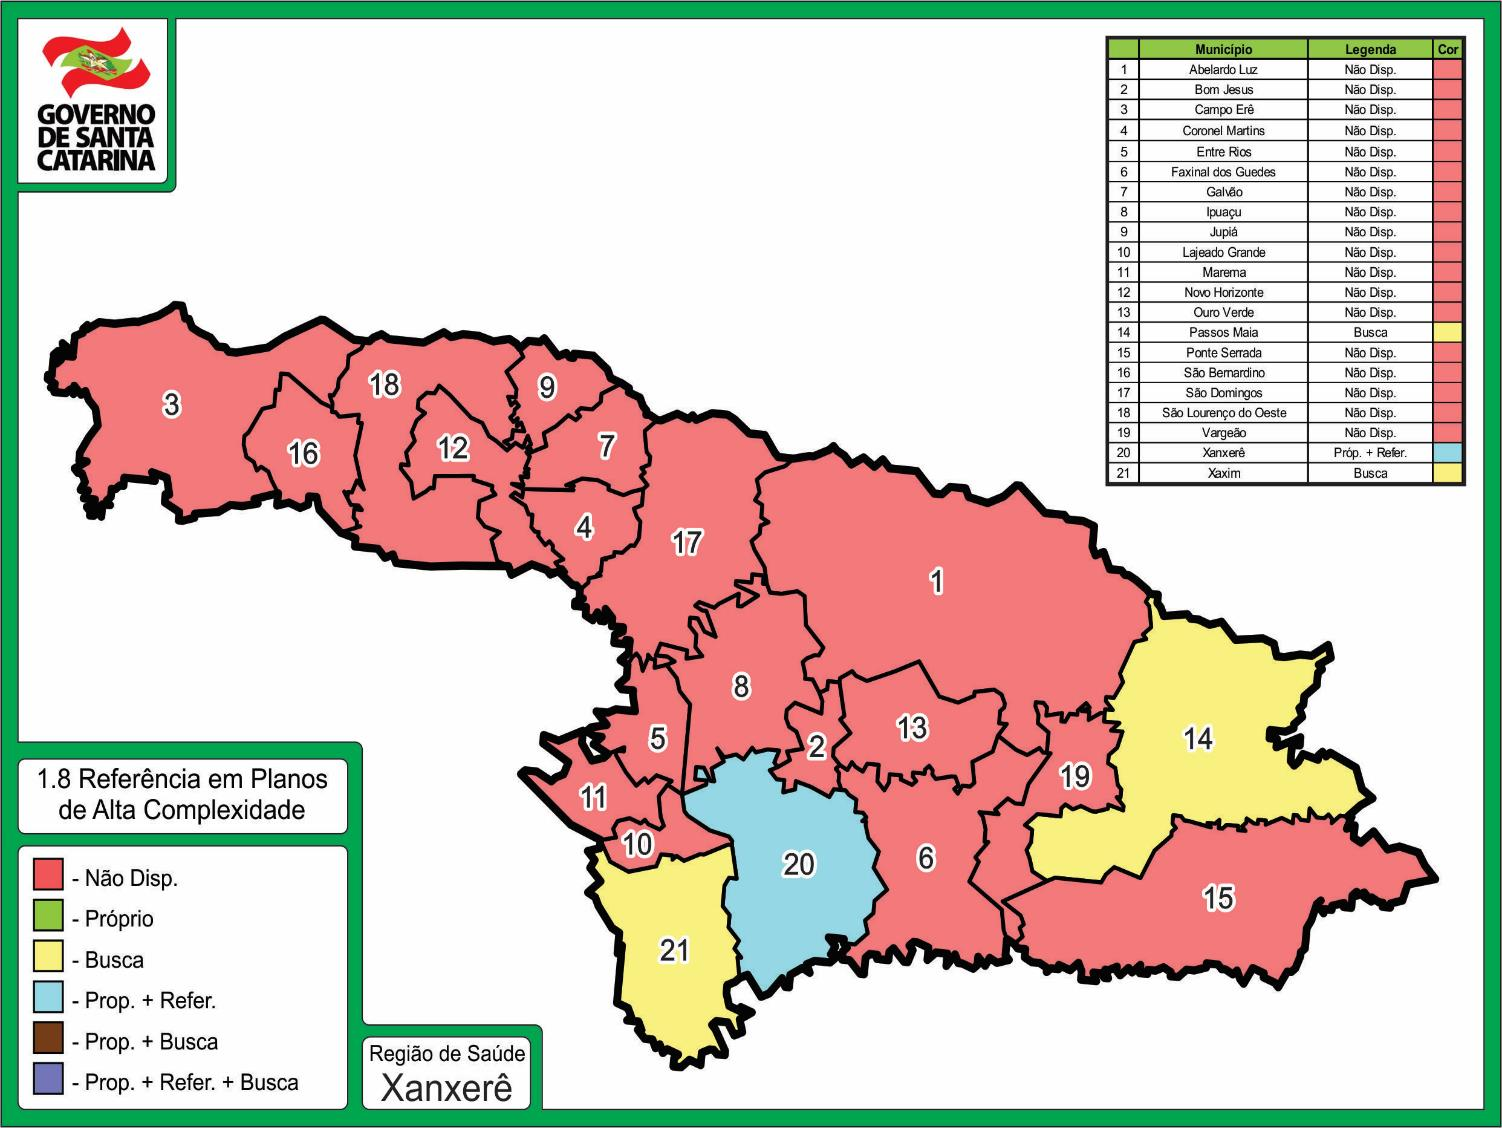 GOVERNO
DE SANTA
CATARINA
Município Legenda Cor
1 Abelardo Luz Não Disp.
2 Bom Jesus Não Disp.
3 Campo Erê Não Disp.
4 Coronel Martins Não Disp.
5 Entre Rios Não Disp.
6 Faxinal dos Guedes Não Disp.
7 Galvão Não Disp.
8 Ipuaçu Não Disp.
9 Jupiá Não Disp.
10 Lajeado Grande Não Disp.
11 Marema Não Disp.
12 Novo Horizonte Não Disp.
13 Ouro Verde Não Disp.
14 Passos Maia Busca
15 Ponte Serrada Não Disp.
16 São Bernardino Não Disp.
17 São Domingos Não Disp.
18 São Lourenço do Oeste Não Disp.
19 Vargeão Não Disp.
20 Xanxerê Próp. + Refer.
21 Xaxim Busca
3
18
9
16
12
7
4
17
1
8
5
2
13
14
19
11
10
20
6
15
21
1.8 Referência em Planos
de Alta Complexidade
- Não Disp.
- Próprio
- Busca
- Prop. + Refer.
- Prop. + Busca
- Prop. + Refer. + Busca
Região de Saúde
Xanxerê